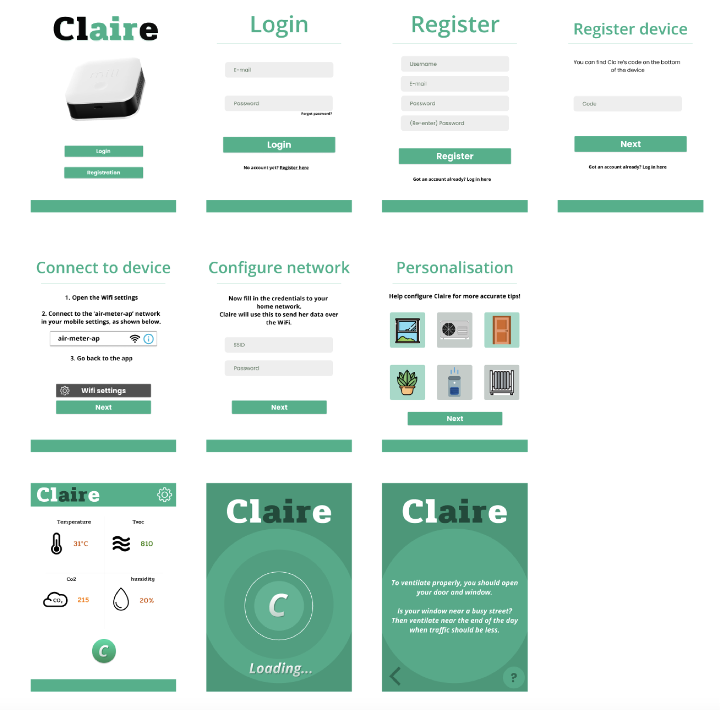 Claire
Login
Registration
Login
E-mail
Password
Forgot password?
Login
No account yet? Register here
Register
Username
E-mail
Password
(Re-enter) Password
Register
Got an account already? Log in here
Register device
You can find Claire's code on the bottom
of the device
Code
Next
Got an account already? Log in here
Connect to device
1. Open the Wifi settings
2. Connect to the 'air-meter-ap' network
in your mobile settings, as shown below.
air-meter-ap
3. Go back to the app
Wifi settings
Next
Configure network
Now fill in the credentials to your
home network,
Claire will use this to send her data over
the WiFi.
SSID
Password
Next
Personalisation
Help configure Claire for more accurate tips!
Next
Claire
Temperature
31°C
Tvoc
810
Co2
CO₂
215
humidity
20%
C
Claire
C
Loading...
Claire
To ventilate properly, you should open
your door and window.
Is your window near a busy street?
Then ventilate near the end of the day
when traffic should be less.
?